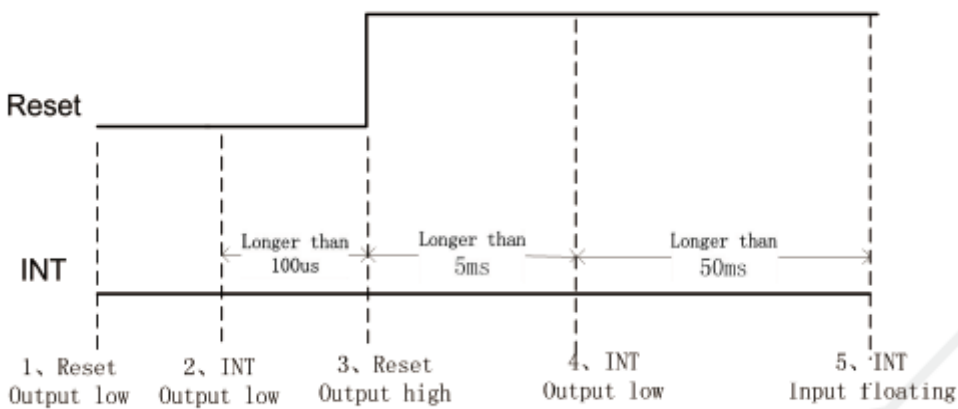 Reset
Longer than
100us
Longer than
5ms
Longer than
50ms
INT
1、Reset
Output low
2、INT
Output low
3、Reset
Output high
4、INT
Output low
5、INT
Input floating